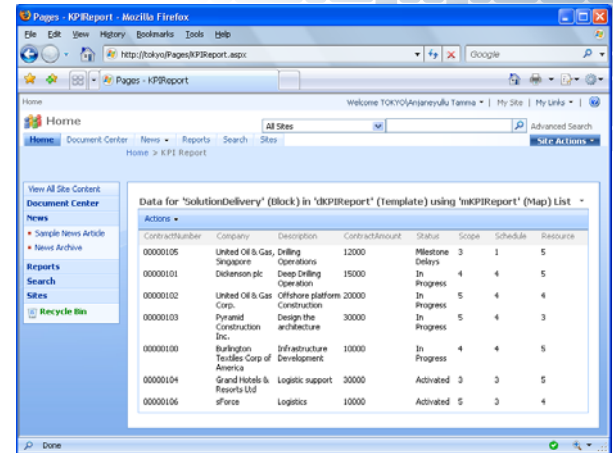 Pages - KPIReport - Mozilla Firefox
File Edit View History Bookmarks Tools Help
http://tokyo/Pages/KPIReport.aspx Google
Pages - KPIReport
Home Welcome TOKYO\Anjaneyullu Tamma | My Site | My Links
Home All Sites Advanced Search
Home Document Center News Reports Search Sites Site Actions
Home > KPI Report
View All Site Content
Document Center
News
Sample News Article
News Archive
Reports
Search
Sites
Recycle Bin
Data for 'SolutionDelivery' (Block) in 'dKPIReport' (Template) using 'mKPIReport' (Map) List
Actions
ContractNumber Company Description ContractAmount Status Scope Schedule Resource
00000105 United Oil & Gas, Drilling 12000 Milestone 3 1 5
Singapore Operations Delays
00000101 Dickenson plc Deep Drilling 15000 In 4 4 5
Operation Progress
00000102 United Oil & Gas Offshore platform 20000 In 5 4 4
Corp. Construction Progress
00000103 Pyramid Design the 30000 In 5 4 3
Construction architecture Progress
Inc.
00000100 Burlington Infrastructure 10000 In 4 4 5
Textiles Corp of Development Progress
America
00000104 Grand Hotels & Logistic support 30000 Activated 3 3 5
Resorts Ltd
00000106 sForce Logistics 10000 Activated 5 3 4
Done